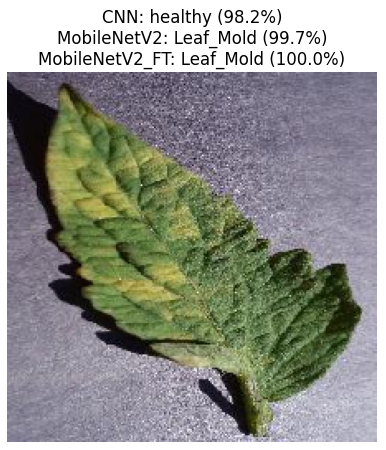 CNN: healthy (98.2%)
MobileNetV2: Leaf_Mold (99.7%)
MobileNetV2_FT: Leaf_Mold (100.0%)